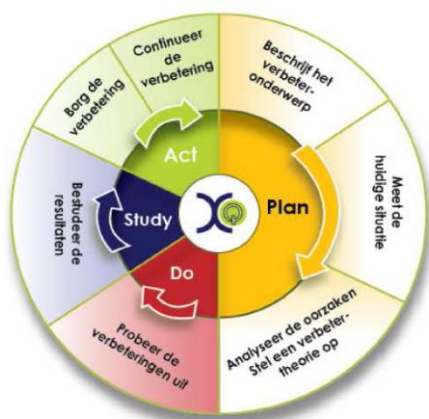 Continueer
de
verbetering
Beschrijf het
verbeter-
onderwerp
Borg de
verbetering
Meet de
huidige situatie
Act
Plan
Study
Do
Bestudeer de
resultaten
Probeer de
verbeteringen uit
Analyseer de oorzaken
Stel een verbeter-
theorie op